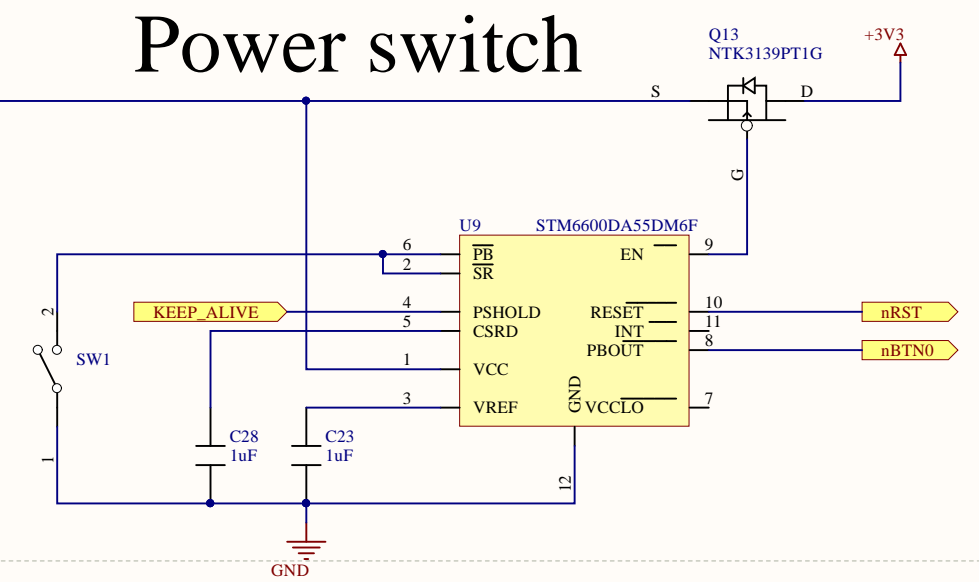 Power switch
Q13
NTK3139PT1G
+3V3
S
D
G
U9
STM6600DA55DM6F
6
PB
EN
9
2
SR
KEEP_ALIVE
4
PSHOLD
RESET
10
nRST
5
CSRD
INT
11
PBOUT
8
nBTN0
2
SW1
1
VCC
3
VREF
GND
VCCLO
7
C28
1uF
C23
1uF
1
12
GND